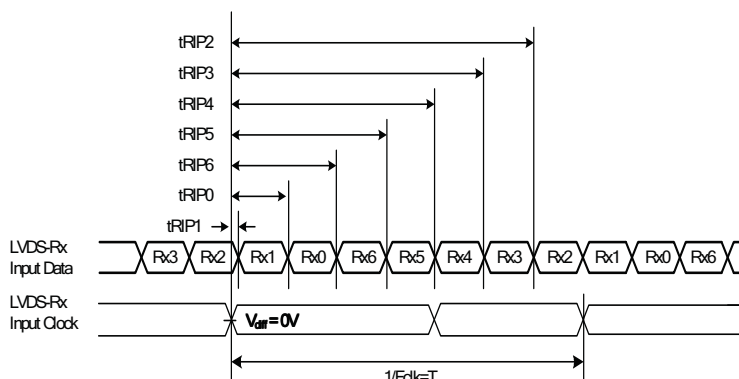 tRIP2
tRIP3
tRIP4
tRIP5
tRIP6
tRIP0
tRIP1
LVDS-Rx
Input Data
Rx3 Rx2 Rx1 Rx0 Rx6 Rx5 Rx4 Rx3 Rx2 Rx1 Rx0 Rx6
LVDS-Rx
Input Clock
Vdiff = 0V
1/Fclk=T